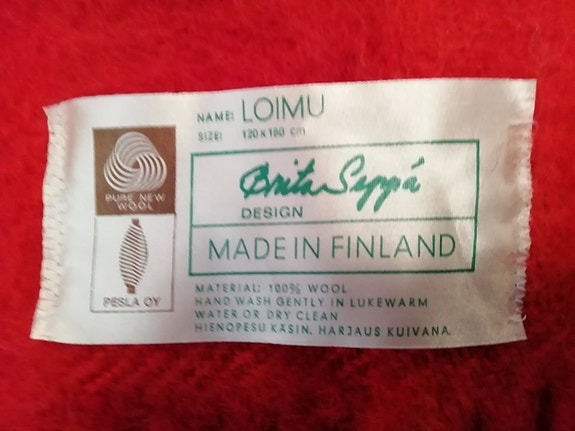 NAME: LOIMU
SIZE: 120 x 180 cm
PURE NEW
WOOL
PESLA OY
Brita Seppä
DESIGN
MADE IN FINLAND
MATERIAL: 100% WOOL
HAND WASH GENTLY IN LUKEWARM
WATER OR DRY CLEAN
HIENOPESU KÄSIN. HARJAUS KUIVANA.